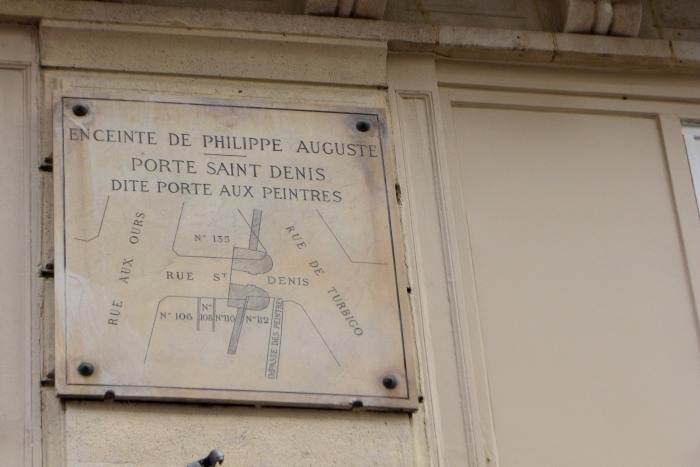 ENCEINTE DE PHILIPPE AUGUSTE
PORTE SAINT DENIS
DITE PORTE AUX PEINTRES
RUE AUX OURS
N° 135
RUE DE TURBIGO
RUE ST DENIS
N° 106
N° 108
N° 110
N° 112
IMPASSE DES PEINTRES